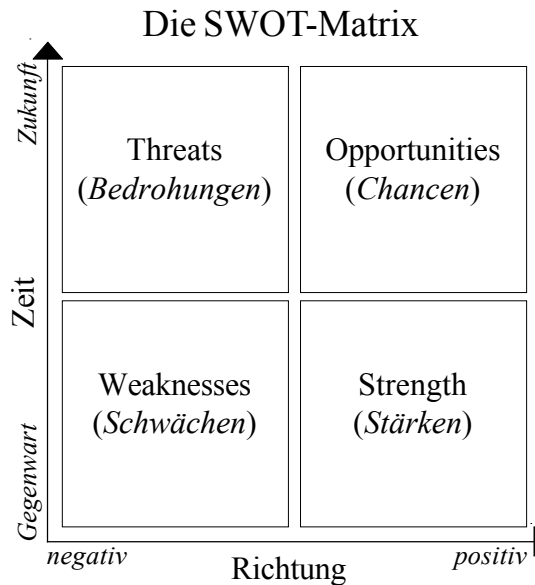 Die SWOT-Matrix
Zukunft
Threats
(Bedrohungen)
Opportunities
(Chancen)
Zeit
Weaknesses
(Schwächen)
Strength
(Stärken)
Gegenwart
negativ
Richtung
positiv